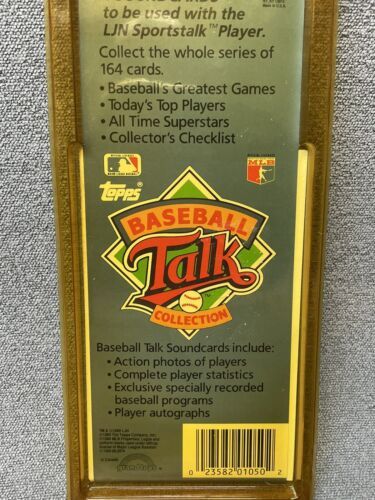 to be used with the
LJN Sportstalk™ Player.
Collect the whole series of
164 cards.
• Baseball's Greatest Games
• Today's Top Players
• All Time Superstars
• Collector's Checklist
Topps®
MLB
BASEBALL
Talk™
COLLECTION
Baseball Talk Soundcards include:
• Action photos of players
• Complete player statistics
• Exclusive specially recorded
baseball programs
• Player autographs
0 23582 01050 2